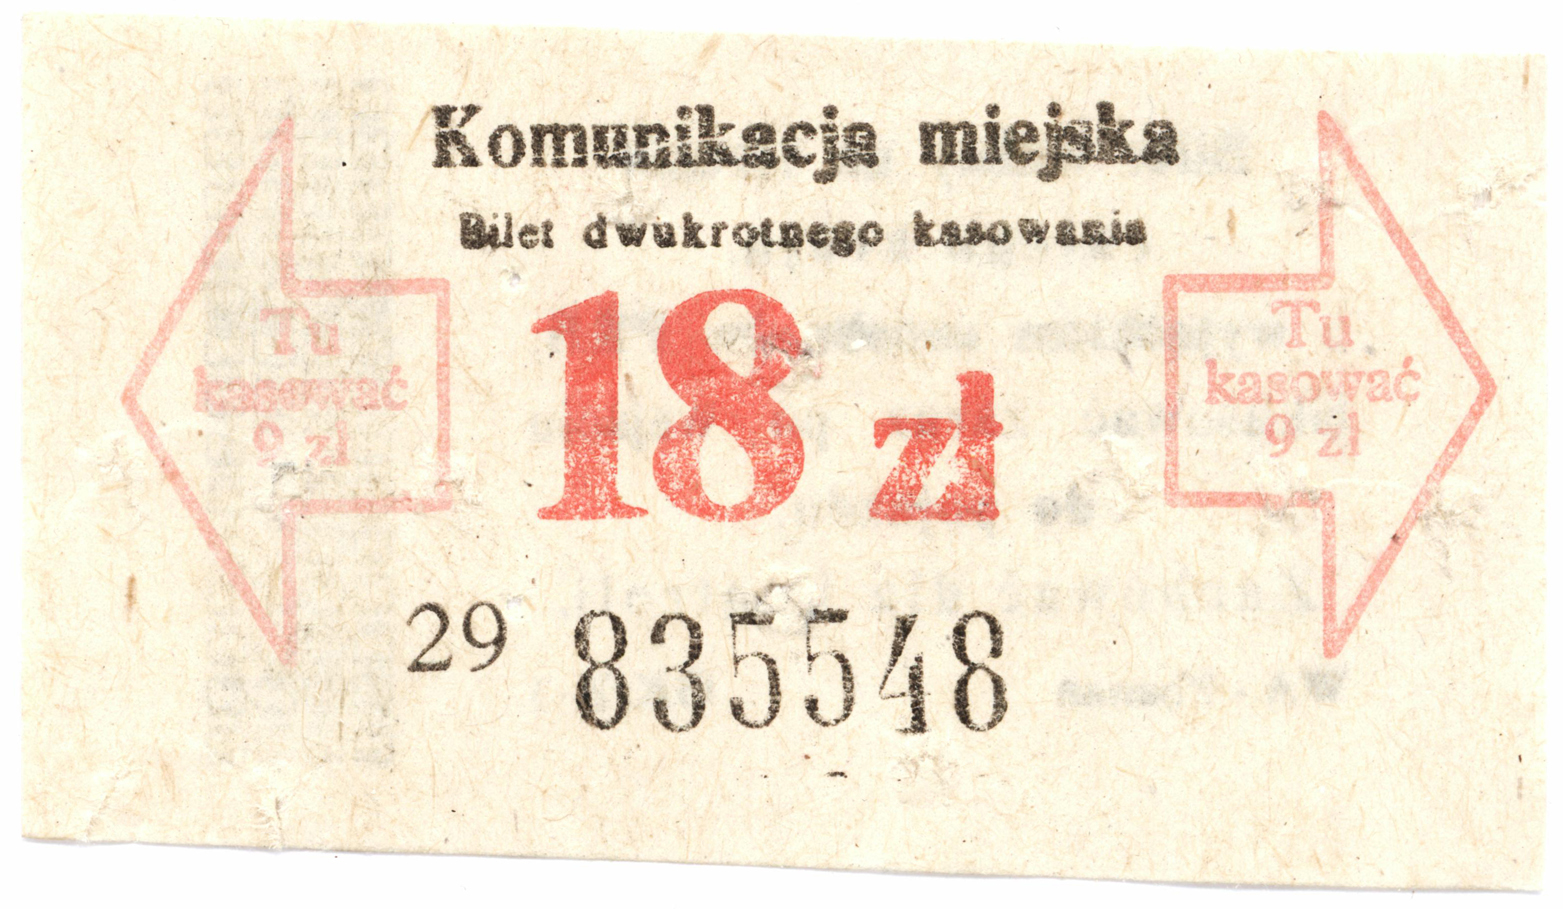 Komunikacja miejska
Bilet dwukrotnego kasowania
18 zł
Tu
kasować
9 zł
Tu
kasować
9 zł
29 835548